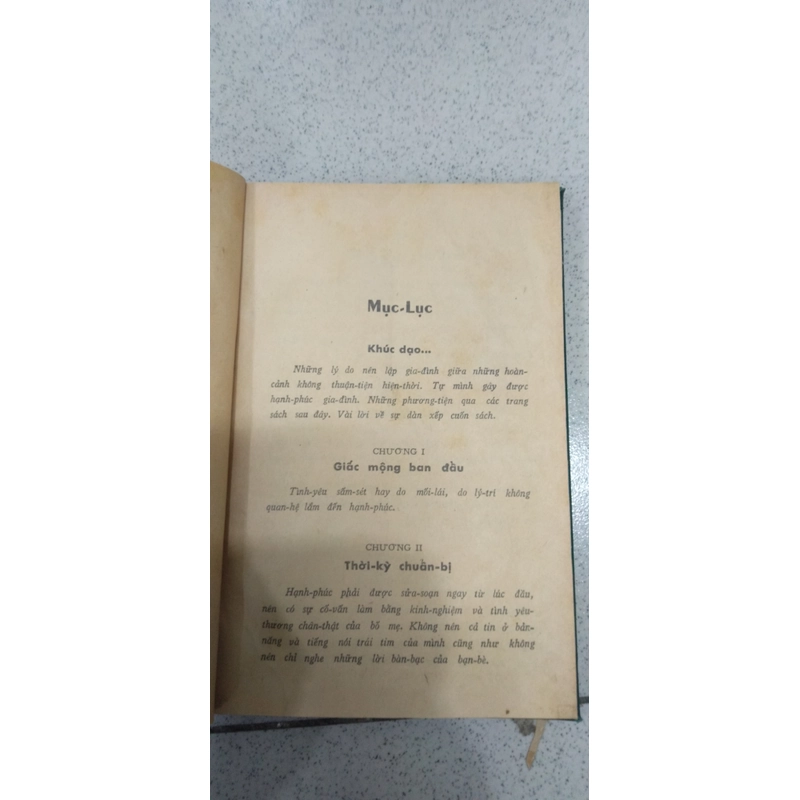 Mục-Lục
Khúc dạo...
Những lý do nên lập gia-đình giữa những hoàn-
cảnh không thuận-tiện hiện-thời. Tự mình gây được
hạnh-phúc gia-đình. Những phương-tiện qua các trang
sách sau đây. Vài lời về sự dàn xếp cuốn sách.
CHƯƠNG I
Giấc mộng ban đầu
Tình-yêu sấm-sét hay do mối-lái, do lý-trí không
quan-hệ lắm đến hạnh-phúc.
CHƯƠNG II
Thời-kỳ chuẩn-bị
Hạnh-phúc phải được sửa-soạn ngay từ lúc đầu,
nên có sự cố-vấn làm bằng kinh-nghiệm và tình yêu-
thương chân-thật của bố mẹ. Không nên cả tin ở bản-
năng và tiếng nói trái tim của mình cũng như không
nên chỉ nghe những lời bàn-bạc của bạn-bè.